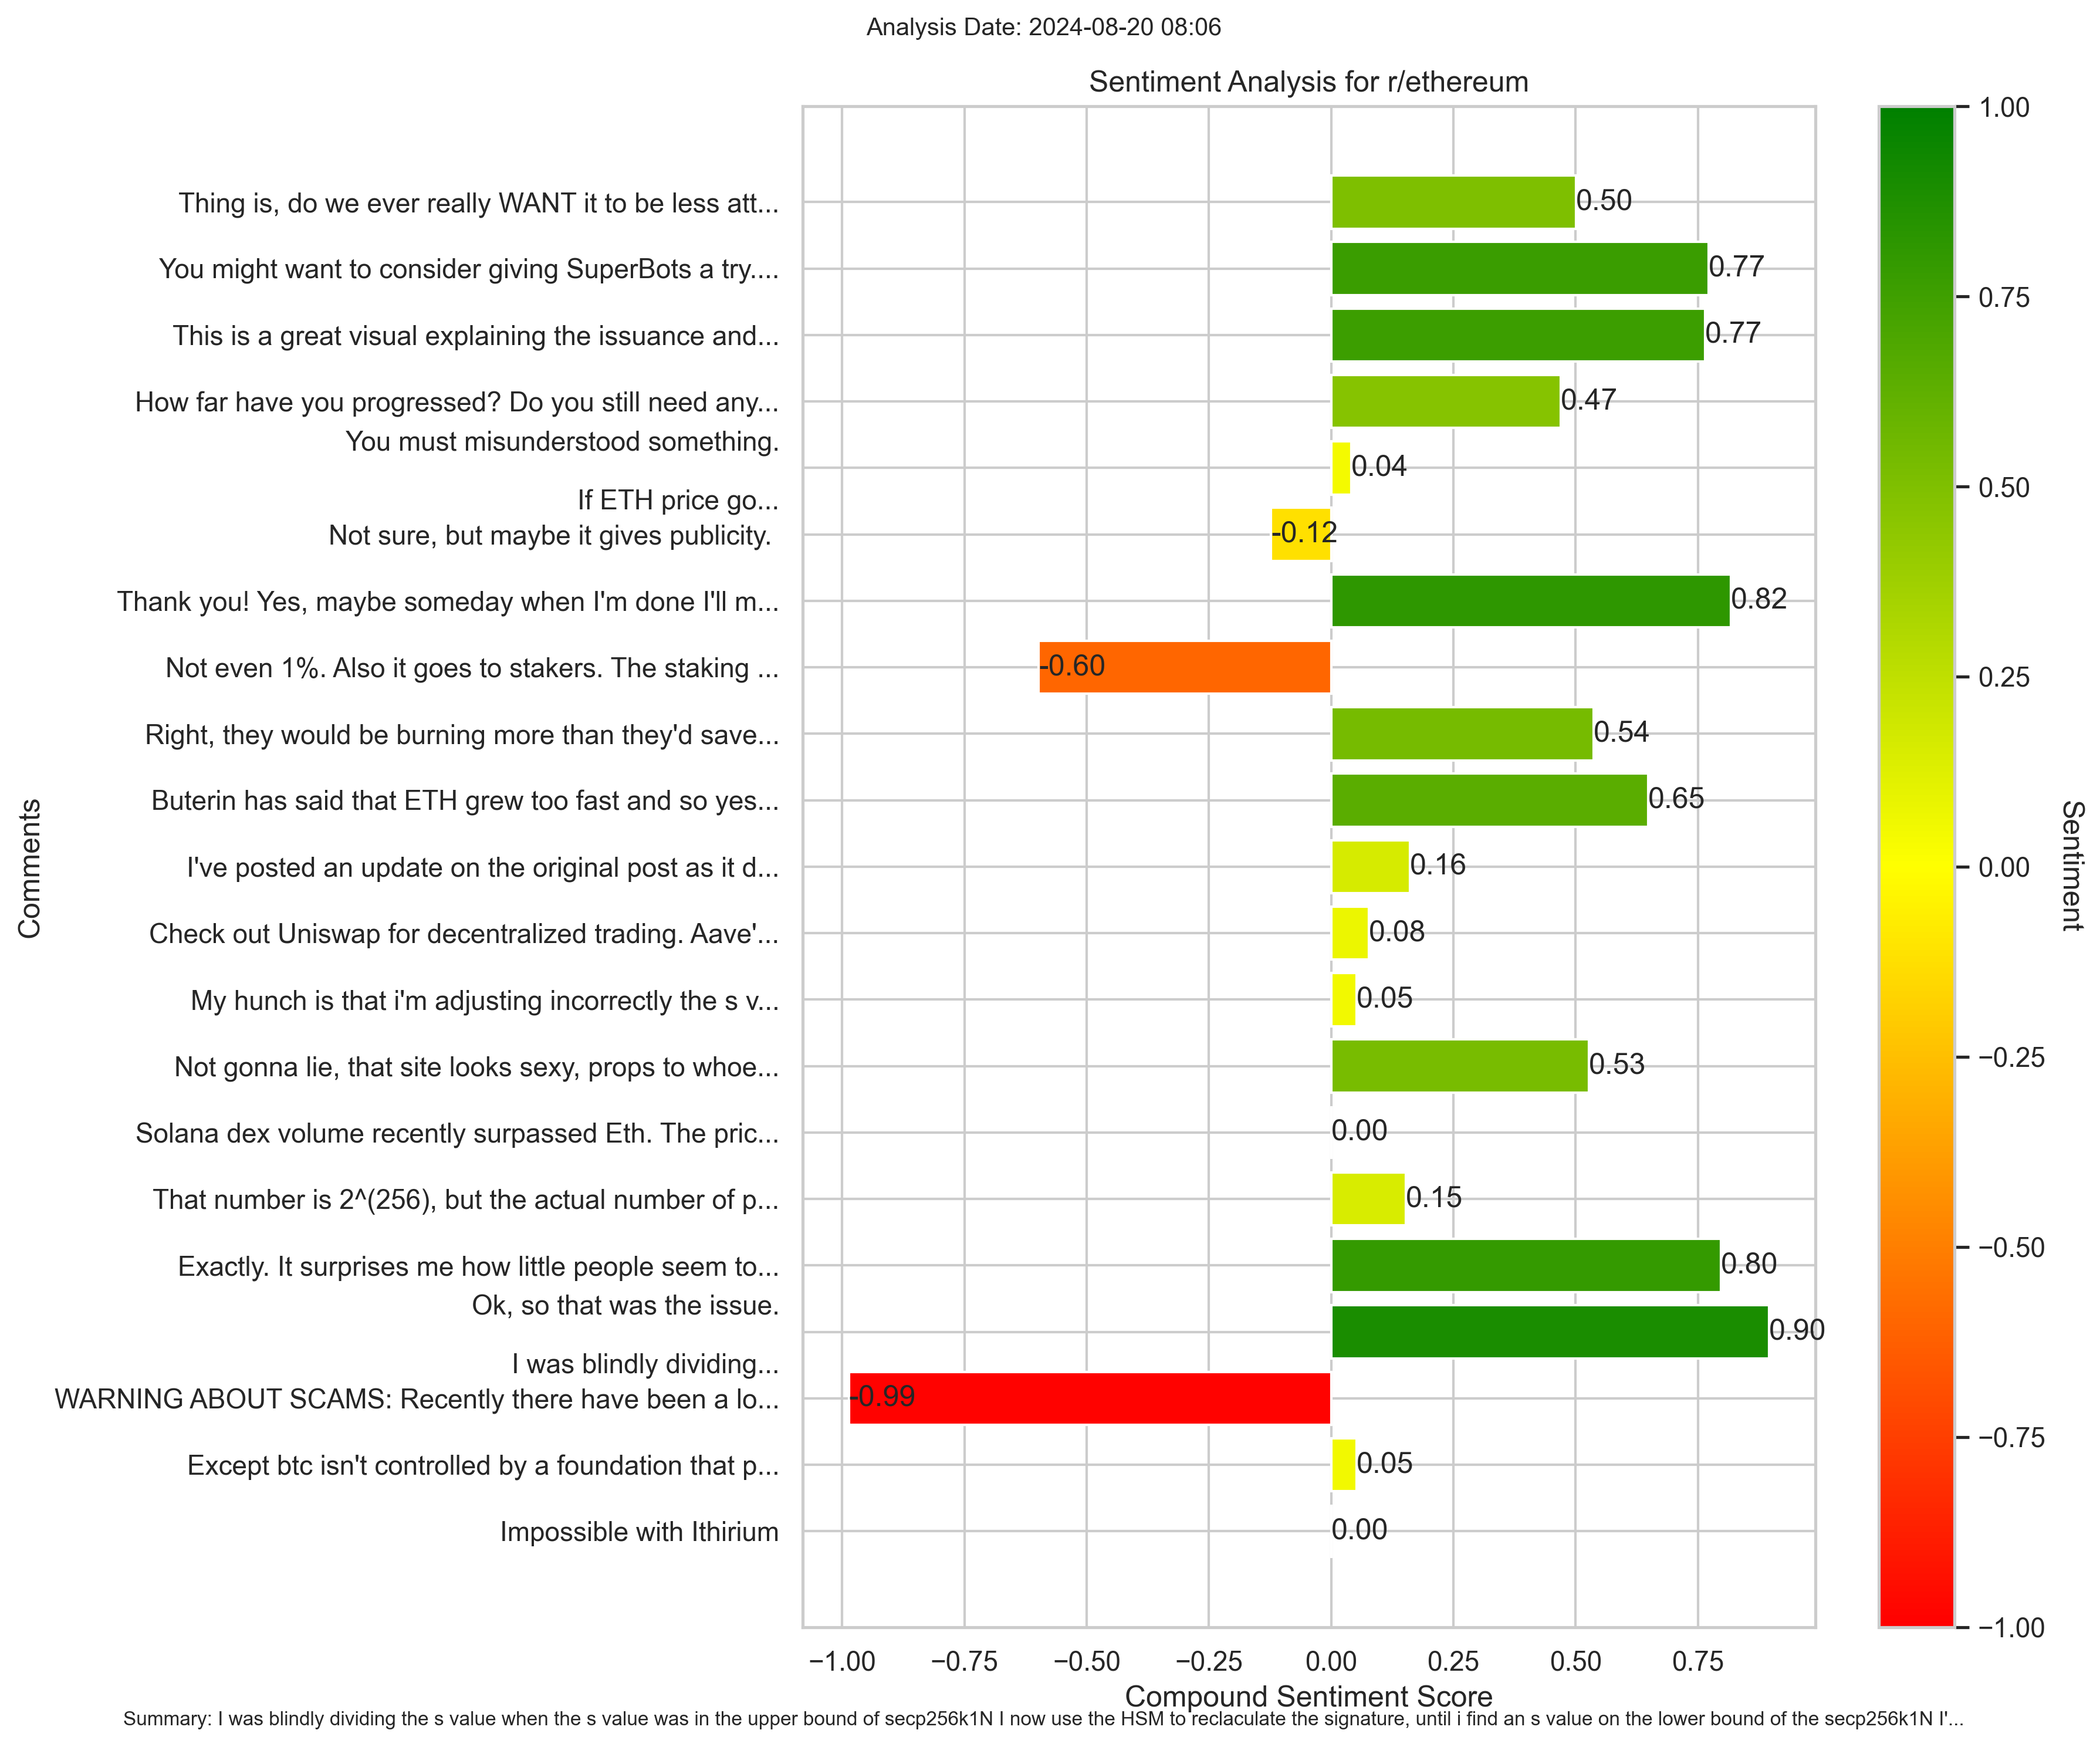 Analysis Date: 2024-08-20 08:06
Sentiment Analysis for r/ethereum
Comments
Thing is, do we ever really WANT it to be less att...
0.50
You might want to consider giving SuperBots a try....
0.77
This is a great visual explaining the issuance and...
0.77
How far have you progressed? Do you still need any...
0.47
You must misunderstood something.
If ETH price go...
0.04
Not sure, but maybe it gives publicity.
-0.12
Thank you! Yes, maybe someday when I'm done I'll m...
0.82
Not even 1%. Also it goes to stakers. The staking ...
-0.60
Right, they would be burning more than they'd save...
0.54
Buterin has said that ETH grew too fast and so yes...
0.65
I've posted an update on the original post as it d...
0.16
Check out Uniswap for decentralized trading. Aave'...
0.08
My hunch is that i'm adjusting incorrectly the s v...
0.05
Not gonna lie, that site looks sexy, props to whoe...
0.53
Solana dex volume recently surpassed Eth. The pric...
0.00
That number is 2^(256), but the actual number of p...
0.15
Exactly. It surprises me how little people seem to...
0.80
Ok, so that was the issue.
I was blindly dividing...
0.90
WARNING ABOUT SCAMS: Recently there have been a lo...
-0.99
Except btc isn't controlled by a foundation that p...
0.05
Impossible with Ithirium
0.00
−1.00 −0.75 −0.50 −0.25 0.00 0.25 0.50 0.75
Compound Sentiment Score
1.00
0.75
0.50
0.25
0.00
−0.25
−0.50
−0.75
−1.00
Sentiment
Summary: I was blindly dividing the s value when the s value was in the upper bound of secp256k1N I now use the HSM to reclaculate the signature, until i find an s value on the lower bound of the secp256k1N I'...